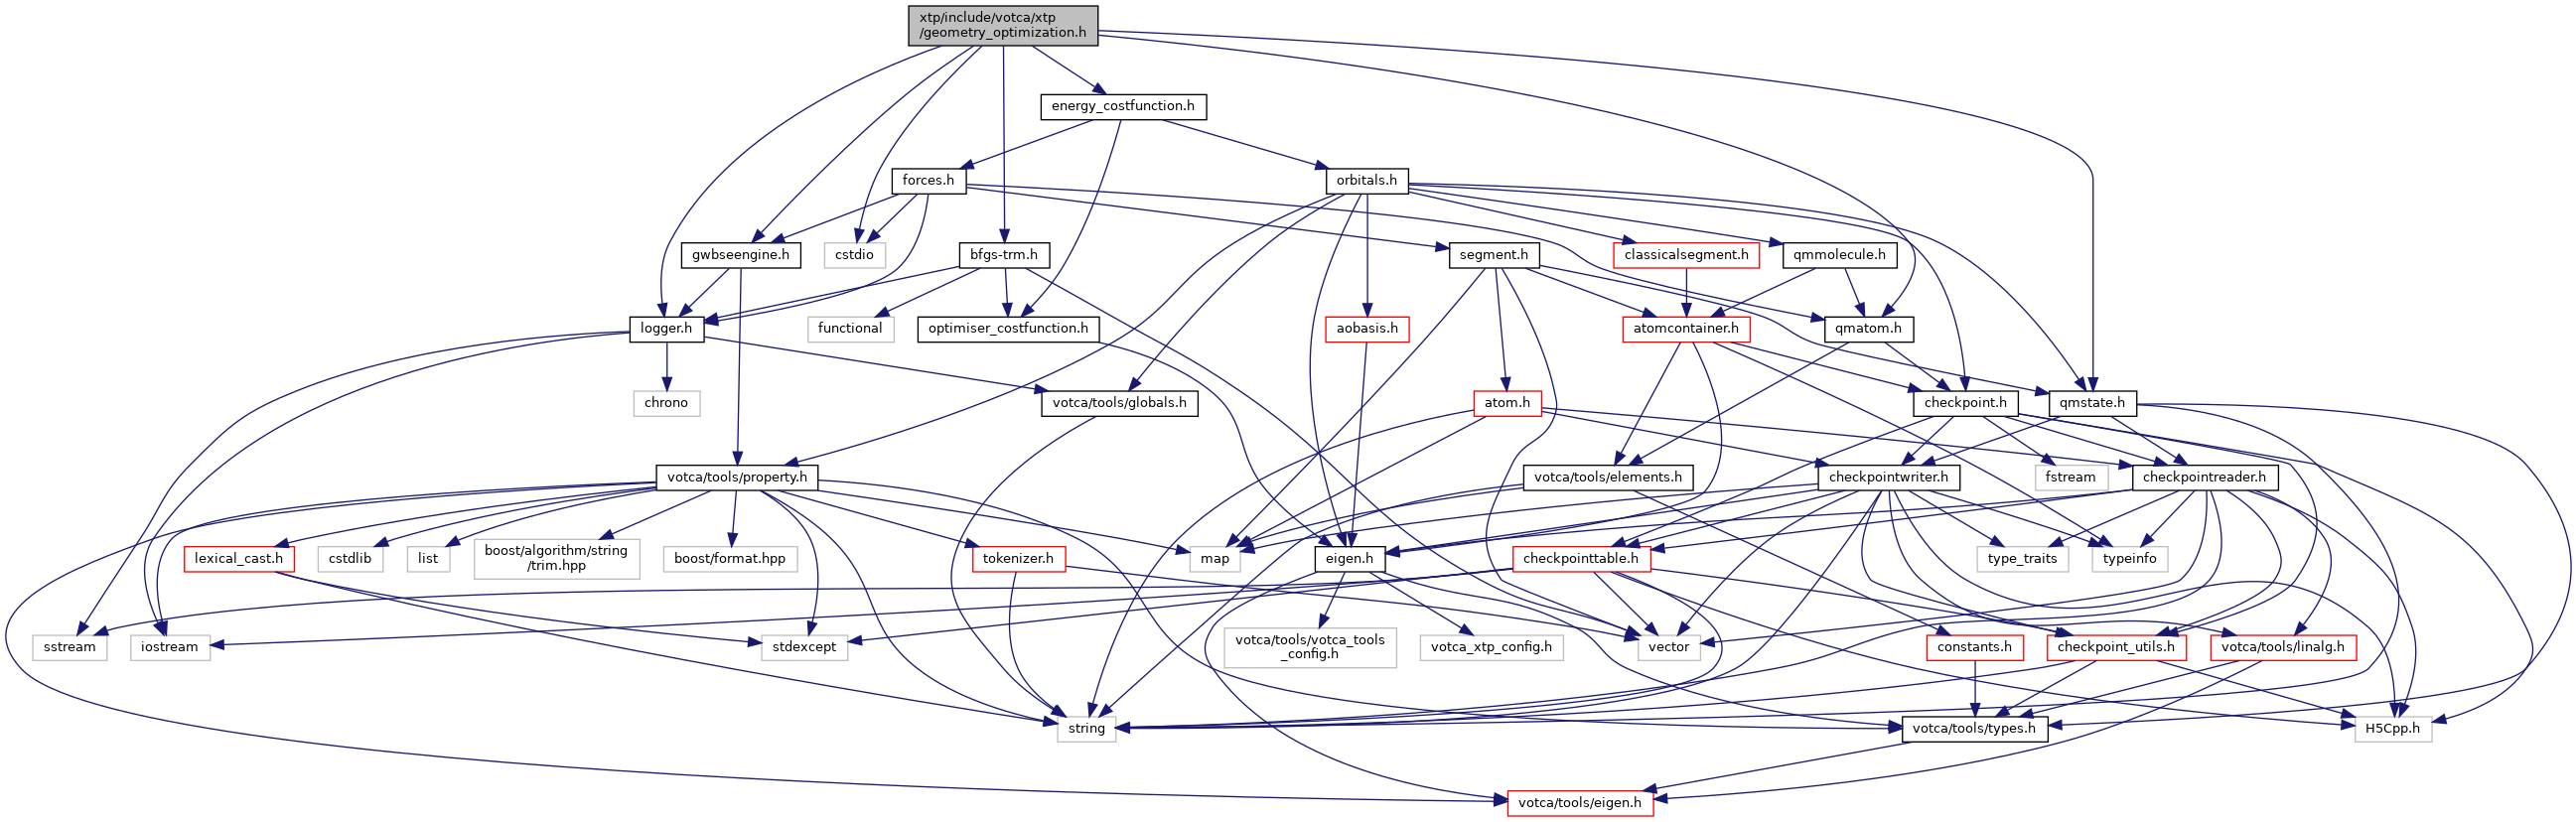 xtp/include/votca/xtp
/geometry_optimization.h
energy_costfunction.h
forces.h
orbitals.h
gwbseengine.h
cstdio
bfgs-trm.h
segment.h
classicalsegment.h
qmmolecule.h
logger.h
functional
optimiser_costfunction.h
aobasis.h
atomcontainer.h
qmatom.h
chrono
votca/tools/globals.h
atom.h
checkpoint.h
qmstate.h
votca/tools/property.h
votca/tools/elements.h
checkpointwriter.h
fstream
checkpointreader.h
lexical_cast.h
cstdlib
list
boost/algorithm/string
/trim.hpp
boost/format.hpp
tokenizer.h
map
eigen.h
checkpointtable.h
type_traits
typeinfo
sstream
iostream
stdexcept
votca/tools/votca_tools
_config.h
votca_xtp_config.h
vector
constants.h
checkpoint_utils.h
votca/tools/linalg.h
string
votca/tools/types.h
H5Cpp.h
votca/tools/eigen.h